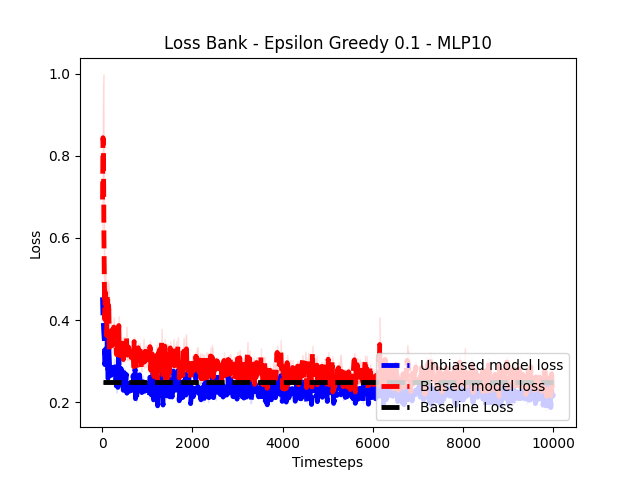 Loss Bank - Epsilon Greedy 0.1 - MLP10
1.0
0.8
0.6
0.4
0.2
Loss
0
2000
4000
6000
8000
10000
Timesteps
Unbiased model loss
Biased model loss
Baseline Loss